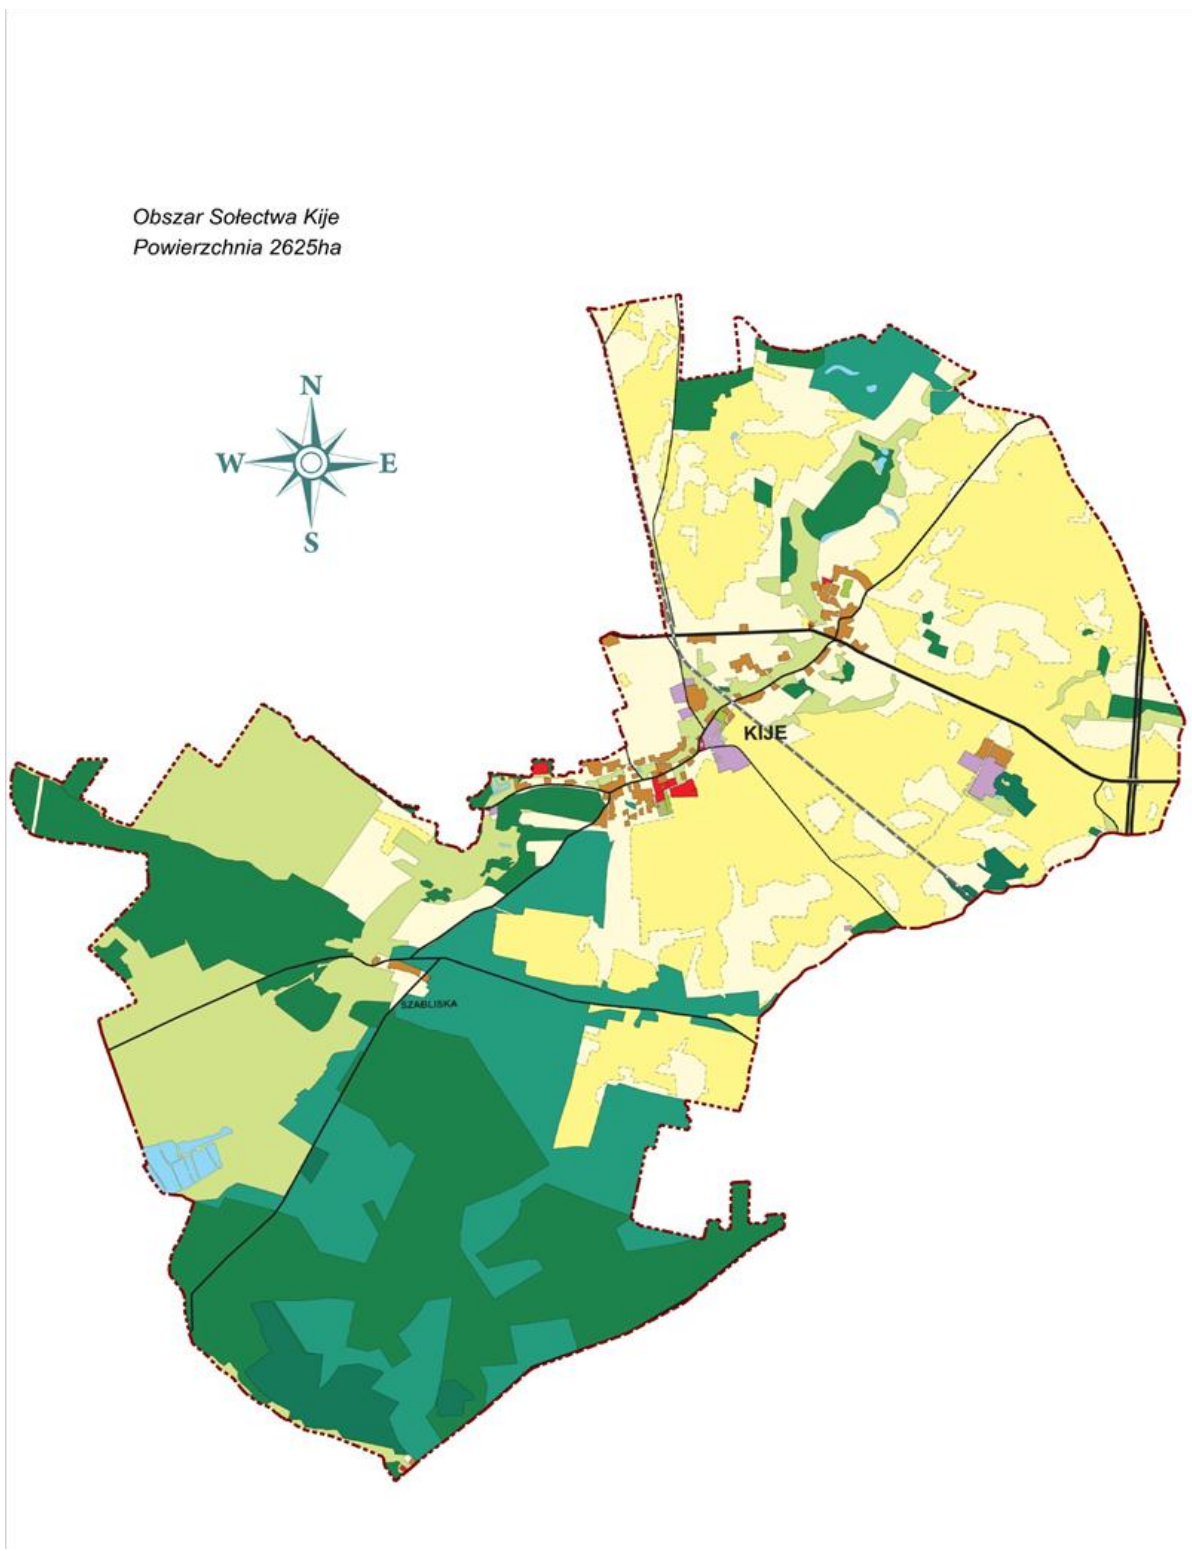 Obszar Sołectwa Kije
Powierzchnia 2625ha
N
W E
S
KIJE
SZABLISKA